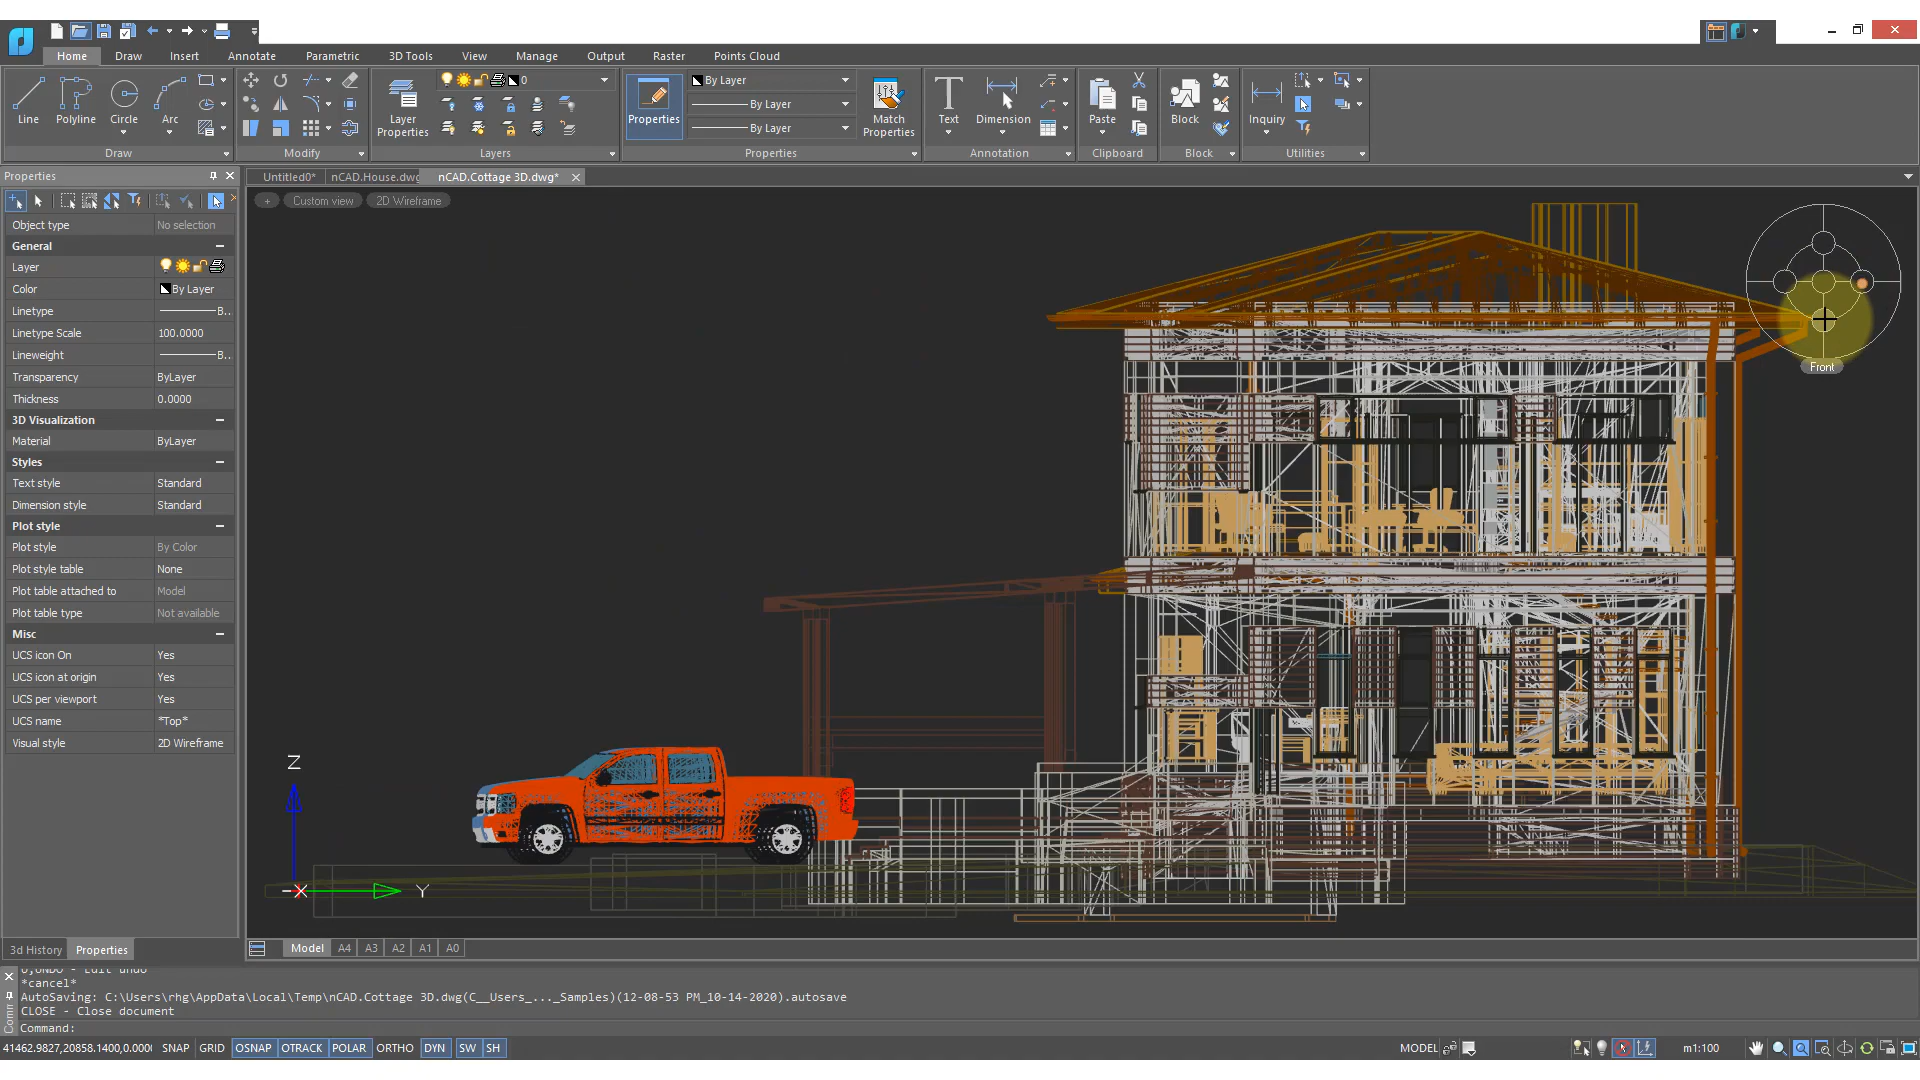 Home Draw Insert Annotate Parametric 3D Tools View Manage Output Raster Points Cloud
0
By Layer
By Layer
By Layer
Line Polyline Circle Arc
Layer Properties
Properties
Match Properties
Text Dimension
Paste
Block
Inquiry
Draw Modify Layers Properties Annotation Clipboard Block Utilities
Properties
Untitled0* nCAD.House.dwg nCAD.Cottage 3D.dwg*
+ Custom view 2D Wireframe
Object type No selection
General
Layer
Color By Layer
Linetype B...
Linetype Scale 100.0000
Lineweight B...
Transparency ByLayer
Thickness 0.0000
3D Visualization
Material ByLayer
Styles
Text style Standard
Dimension style Standard
Plot style
Plot style By Color
Plot style table None
Plot table attached to Model
Plot table type Not available
Misc
UCS icon On Yes
UCS icon at origin Yes
UCS per viewport Yes
UCS name *Top*
Visual style 2D Wireframe
Front
Z
X
Y
3d History Properties
Model A4 A3 A2 A1 A0
*cancel*
AutoSaving: C:\Users\rhg\AppData\Local\Temp\nCAD.Cottage 3D.dwg(C__Users_..._Samples)(12-08-53 PM_10-14-2020).autosave
CLOSE - Close document
Command:
41462.9827,20858.1400,0.000 SNAP GRID OSNAP OTRACK POLAR ORTHO DYN SW SH MODEL m1:100